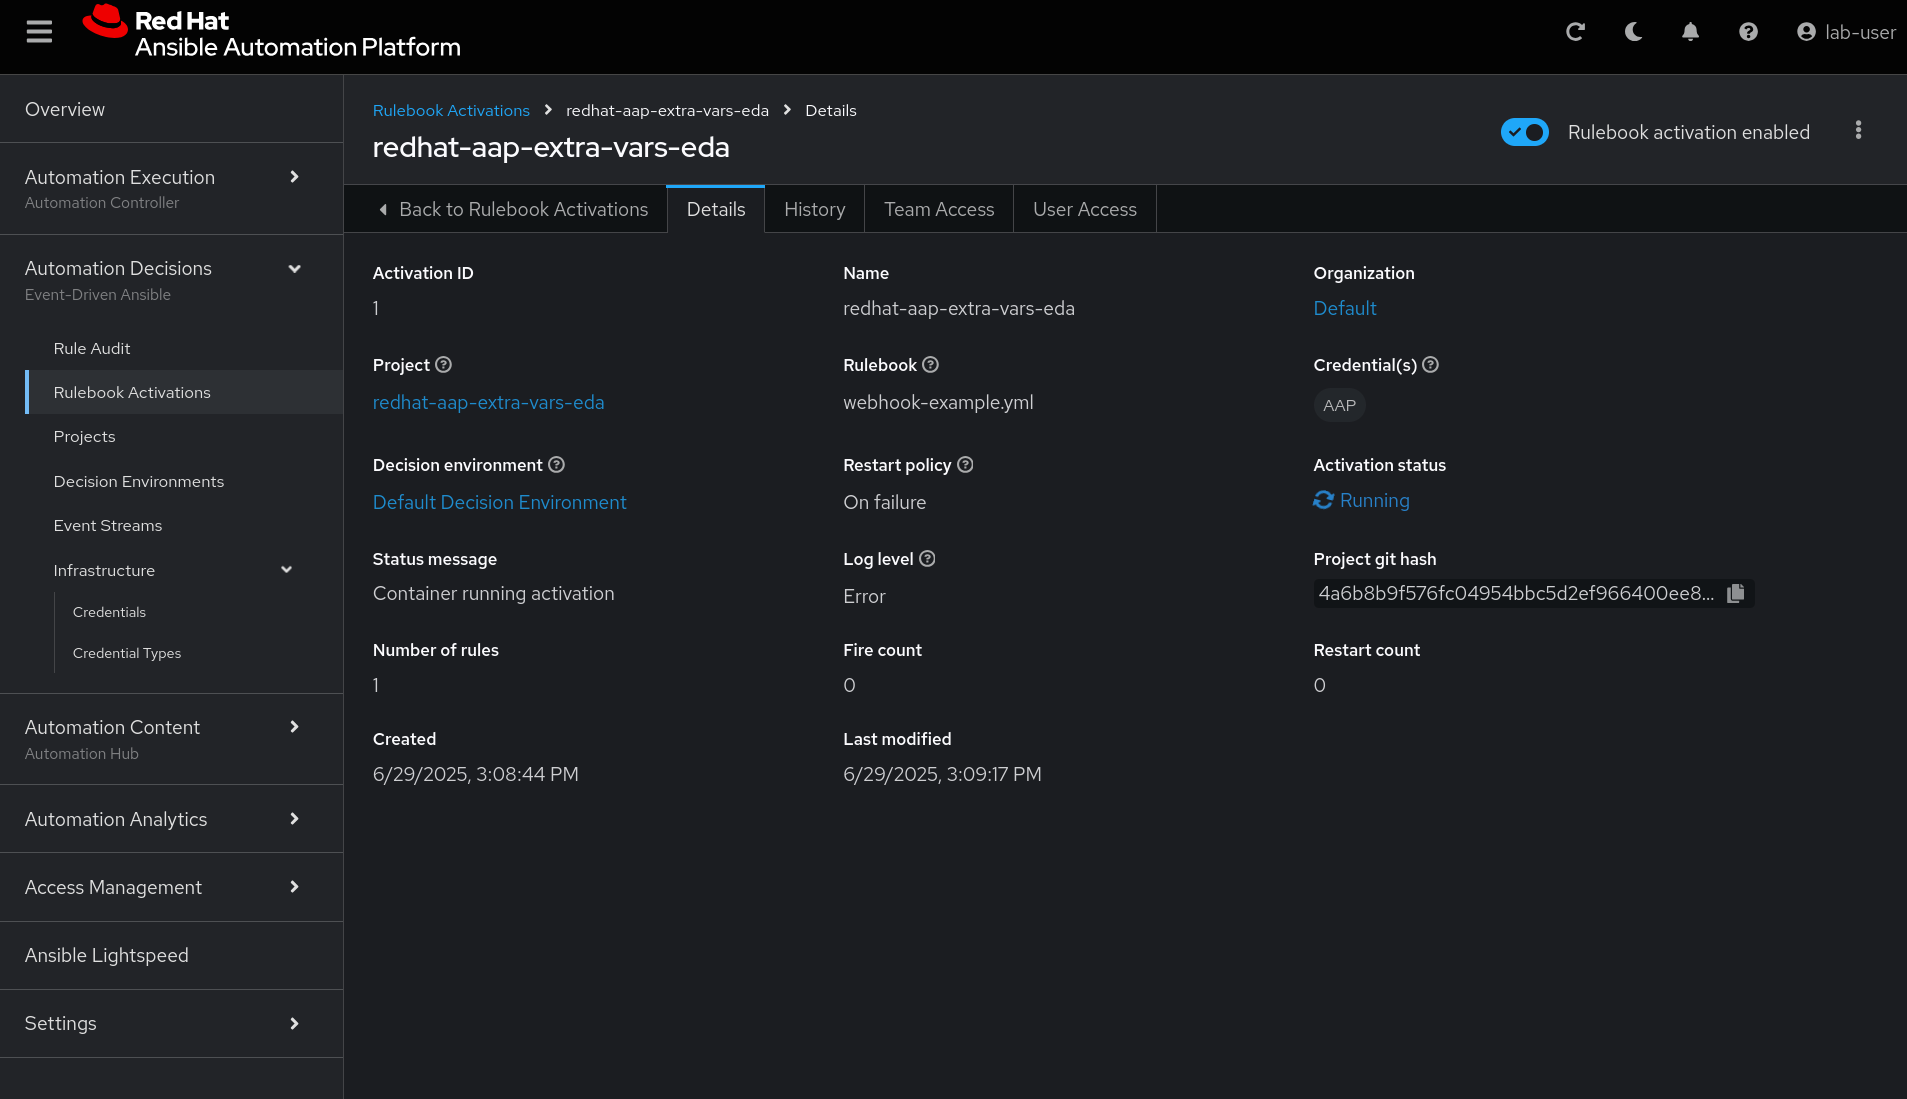 Red Hat
Ansible Automation Platform
lab-user
Overview
Automation Execution
Automation Controller
Automation Decisions
Event-Driven Ansible
Rule Audit
Rulebook Activations
Projects
Decision Environments
Event Streams
Infrastructure
Credentials
Credential Types
Automation Content
Automation Hub
Automation Analytics
Access Management
Ansible Lightspeed
Settings
Rulebook Activations redhat-aap-extra-vars-eda Details
redhat-aap-extra-vars-eda
Rulebook activation enabled
Back to Rulebook Activations Details History Team Access User Access
Activation ID
1
Name
redhat-aap-extra-vars-eda
Organization
Default
Project
redhat-aap-extra-vars-eda
Rulebook
webhook-example.yml
Credential(s)
AAP
Decision environment
Default Decision Environment
Restart policy
On failure
Activation status
Running
Status message
Container running activation
Log level
Error
Project git hash
4a6b8b9f576fc04954bbc5d2ef966400ee8...
Number of rules
1
Fire count
0
Restart count
0
Created
6/29/2025, 3:08:44 PM
Last modified
6/29/2025, 3:09:17 PM